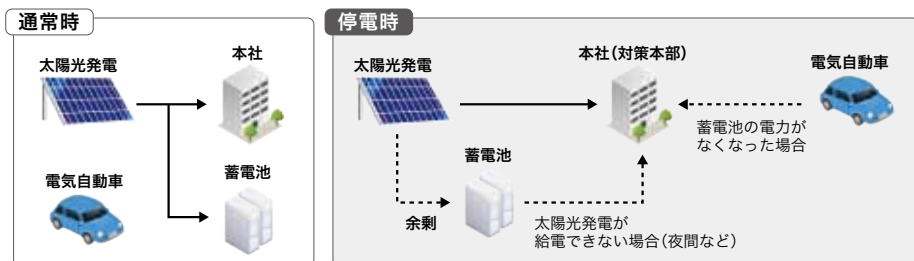 通常時
太陽光発電
本社
電気自動車
蓄電池
停電時
太陽光発電
本社（対策本部）
電気自動車
蓄電池の電力が
なくなった場合
蓄電池
余剰
太陽光発電が
給電できない場合（夜間など）